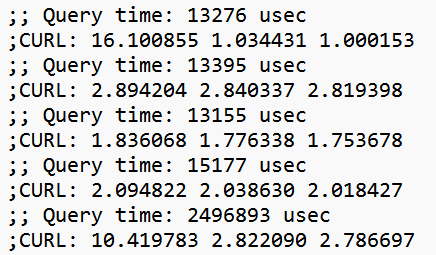 ;; Query time: 13276 usec
;CURL: 16.100855 1.034431 1.000153
;; Query time: 13395 usec
;CURL: 2.894204 2.840337 2.819398
;; Query time: 13155 usec
;CURL: 1.836068 1.776338 1.753678
;; Query time: 15177 usec
;CURL: 2.094822 2.038630 2.018427
;; Query time: 2496893 usec
;CURL: 10.419783 2.822090 2.786697